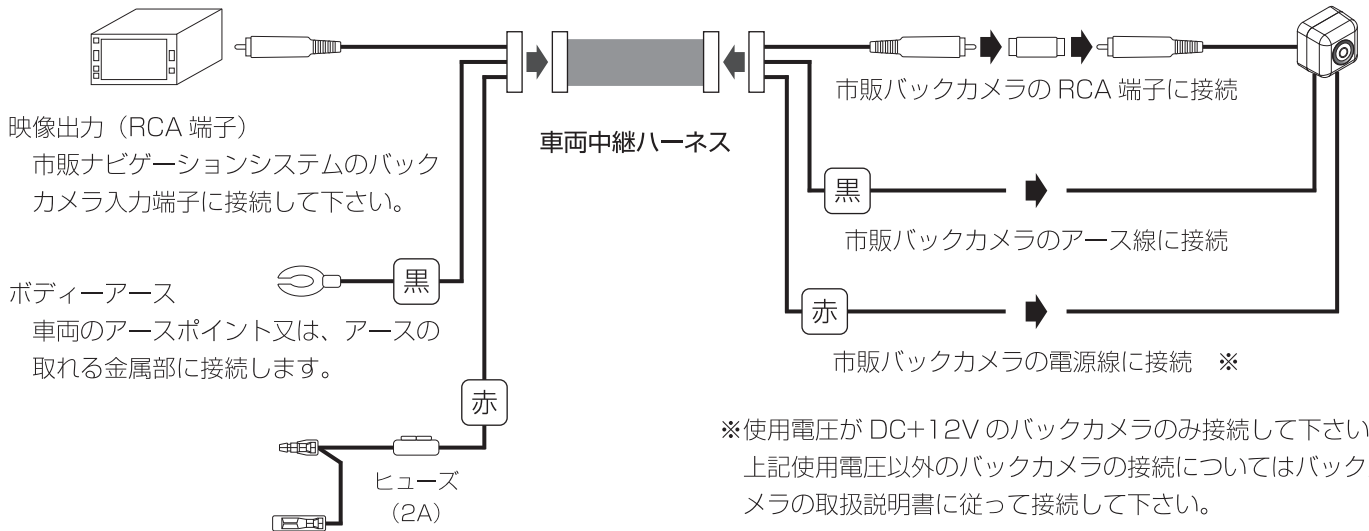 映像出力（RCA 端子）
市販ナビゲーションシステムのバック
カメラ入力端子に接続して下さい。
ボディーアース
車両のアースポイント又は、アースの
取れる金属部に接続します。
黒
赤
ヒューズ
（2A）
車両中継ハーネス
市販バックカメラの RCA 端子に接続
黒
市販バックカメラのアース線に接続
赤
市販バックカメラの電源線に接続 ※
※使用電圧が DC+12V のバックカメラのみ接続して下さい
上記使用電圧以外のバックカメラの接続についてはバック
メラの取扱説明書に従って接続して下さい。